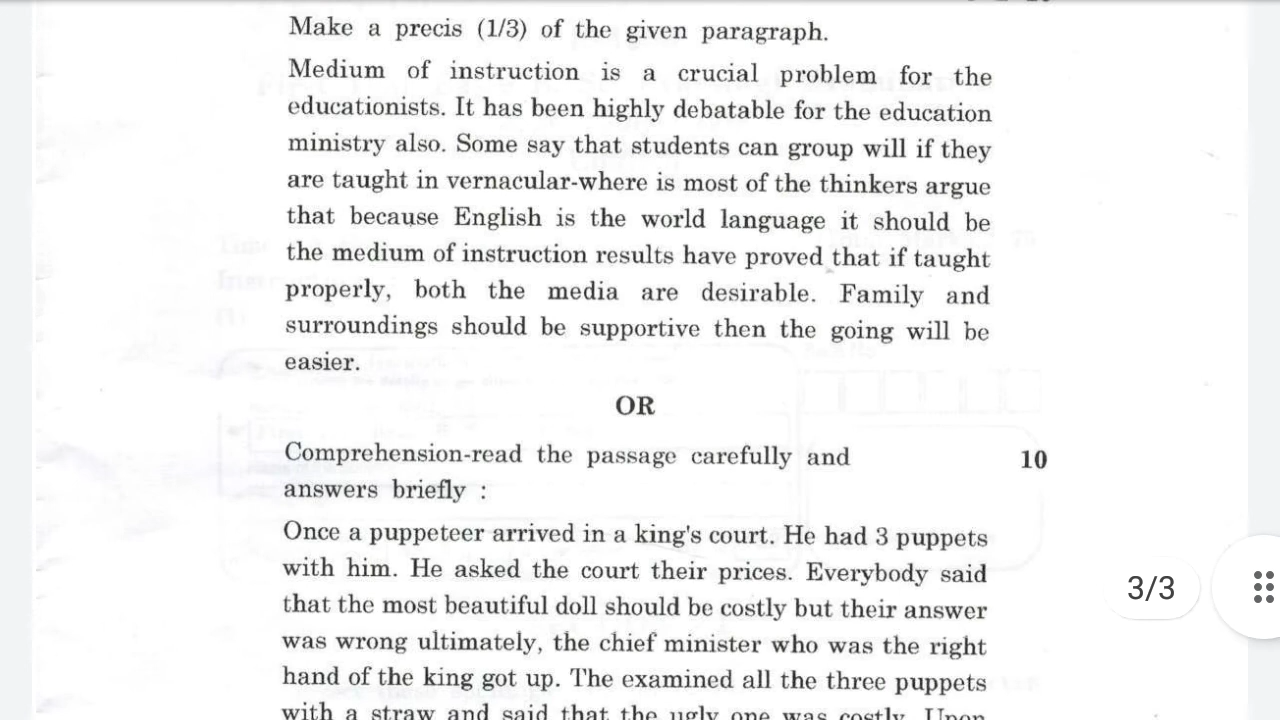 Make a precis (1/3) of the given paragraph.
Medium of instruction is a crucial problem for the
educationists. It has been highly debatable for the education
ministry also. Some say that students can group will if they
are taught in vernacular-where is most of the thinkers argue
that because English is the world language it should be
the medium of instruction results have proved that if taught
properly, both the media are desirable. Family and
surroundings should be supportive then the going will be
easier.
OR
Comprehension-read the passage carefully and 10
answers briefly :
Once a puppeteer arrived in a king's court. He had 3 puppets
with him. He asked the court their prices. Everybody said
that the most beautiful doll should be costly but their answer
was wrong ultimately, the chief minister who was the right
hand of the king got up. The examined all the three puppets
with a straw and said that the ugly one was costly. Upon
3/3